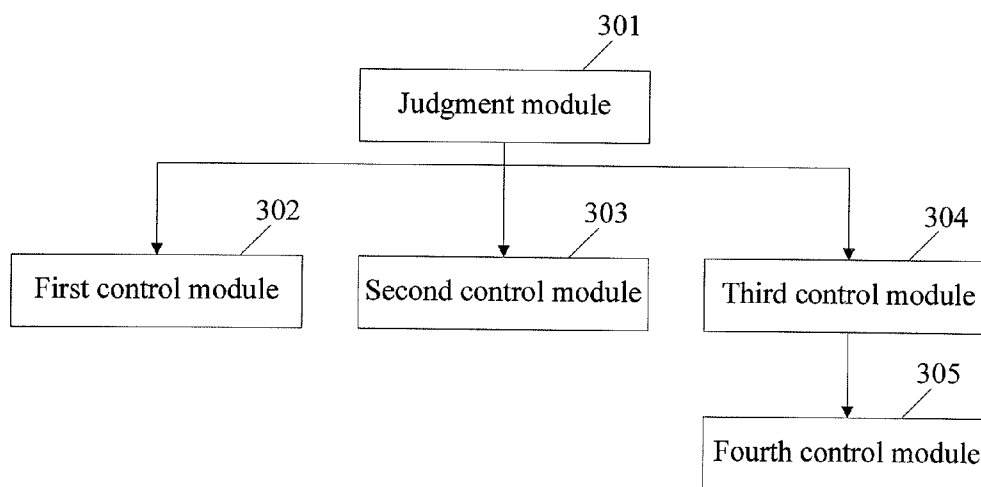 301
Judgment module
302
303
304
First control module
Second control module
Third control module
305
Fourth control module